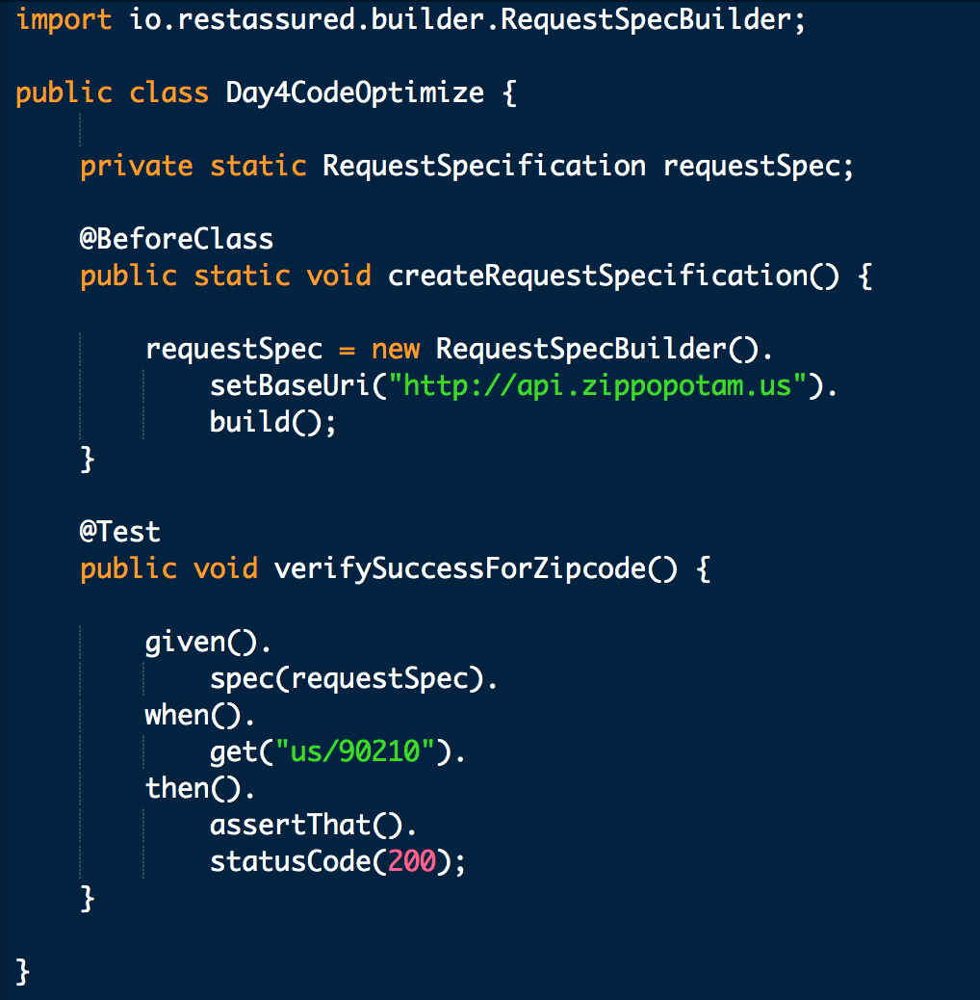 import io.restassured.builder.RequestSpecBuilder;
public class Day4CodeOptimize {
private static RequestSpecification requestSpec;
@BeforeClass
public static void createRequestSpecification() {
requestSpec = new RequestSpecBuilder().
setBaseUri("http://api.zippopotam.us").
build();
}
@Test
public void verifySuccessForZipcode() {
given().
spec(requestSpec).
when().
get("us/90210").
then().
assertThat().
statusCode(200);
}
}